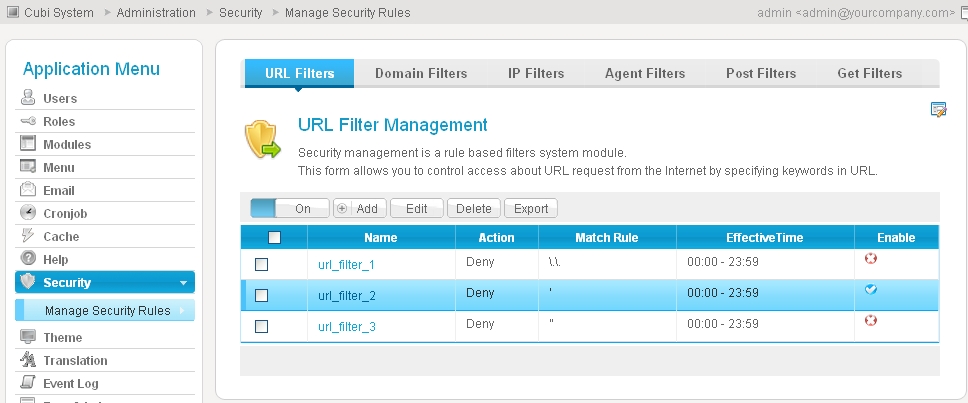 Cubi System Administration Security Manage Security Rules admin <admin@yourcompany.com>
Application Menu
Users
Roles
Modules
Menu
Email
Cronjob
Cache
Help
Security
Manage Security Rules
Theme
Translation
Event Log
URL Filters Domain Filters IP Filters Agent Filters Post Filters Get Filters
URL Filter Management
Security management is a rule based filters system module.
This form allows you to control access about URL request from the Internet by specifying keywords in URL.
On Add Edit Delete Export
Name Action Match Rule EffectiveTime Enable
url_filter_1 Deny \.\. 00:00 - 23:59
url_filter_2 Deny ' 00:00 - 23:59
url_filter_3 Deny " 00:00 - 23:59